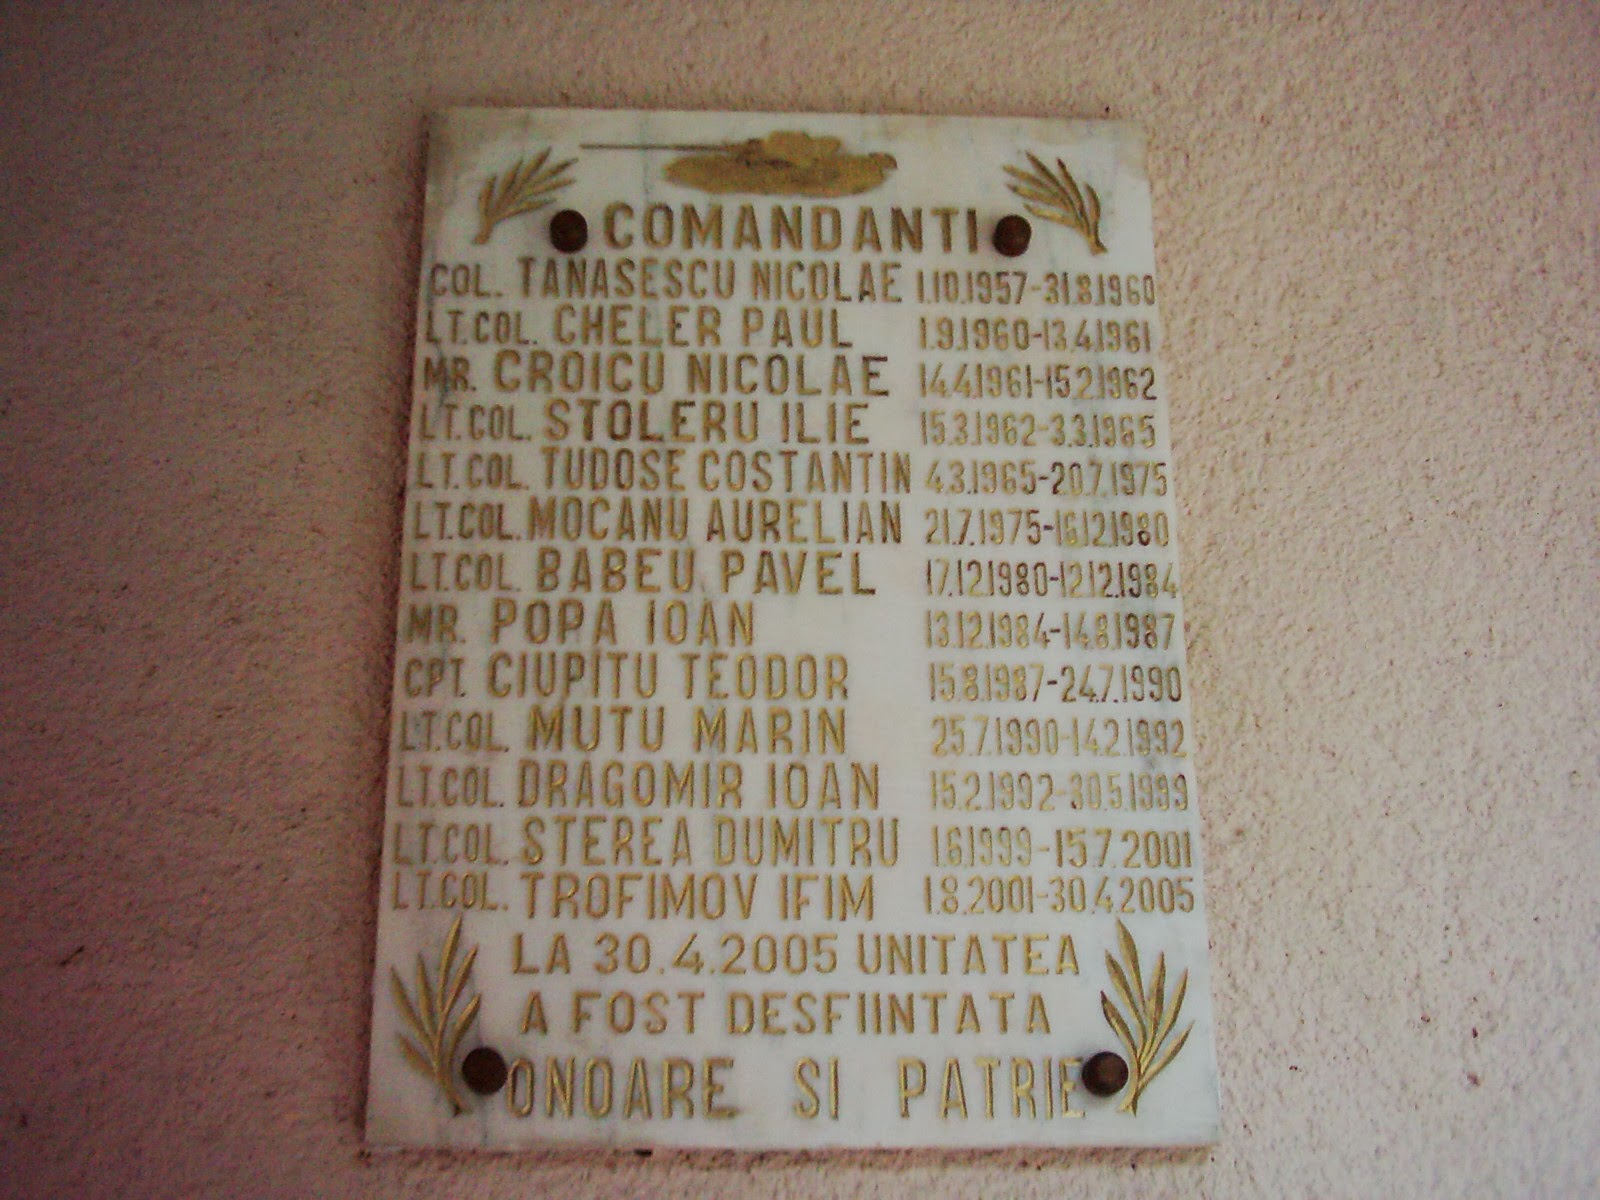 COMANDANTI
COL. TANASESCU NICOLAE 1.10.1957-31.8.1960
LT.COL. CHELER PAUL 1.9.1960-13.4.1961
MR. CROICU NICOLAE 14.4.1961-15.2.1962
LT.COL. STOLERU ILIE 15.3.1962-3.3.1965
LT.COL. TUDOSE COSTANTIN 4.3.1965-20.7.1975
LT.COL. MOCANU AURELIAN 21.7.1975-16.12.1980
LT.COL. BABEU PAVEL 17.12.1980-12.12.1984
MR. POPA IOAN 13.12.1984-14.8.1987
CPT. CIUPITU TEODOR 15.8.1987-24.7.1990
LT.COL. MUTU MARIN 25.7.1990-14.2.1992
LT.COL. DRAGOMIR IOAN 15.2.1992-30.5.1999
LT.COL. STEREA DUMITRU 1.6.1999-15.7.2001
LT.COL. TROFIMOV IFIM 1.8.2001-30.4.2005
LA 30.4.2005 UNITATEA
A FOST DESFIINTATA
ONOARE SI PATRIE